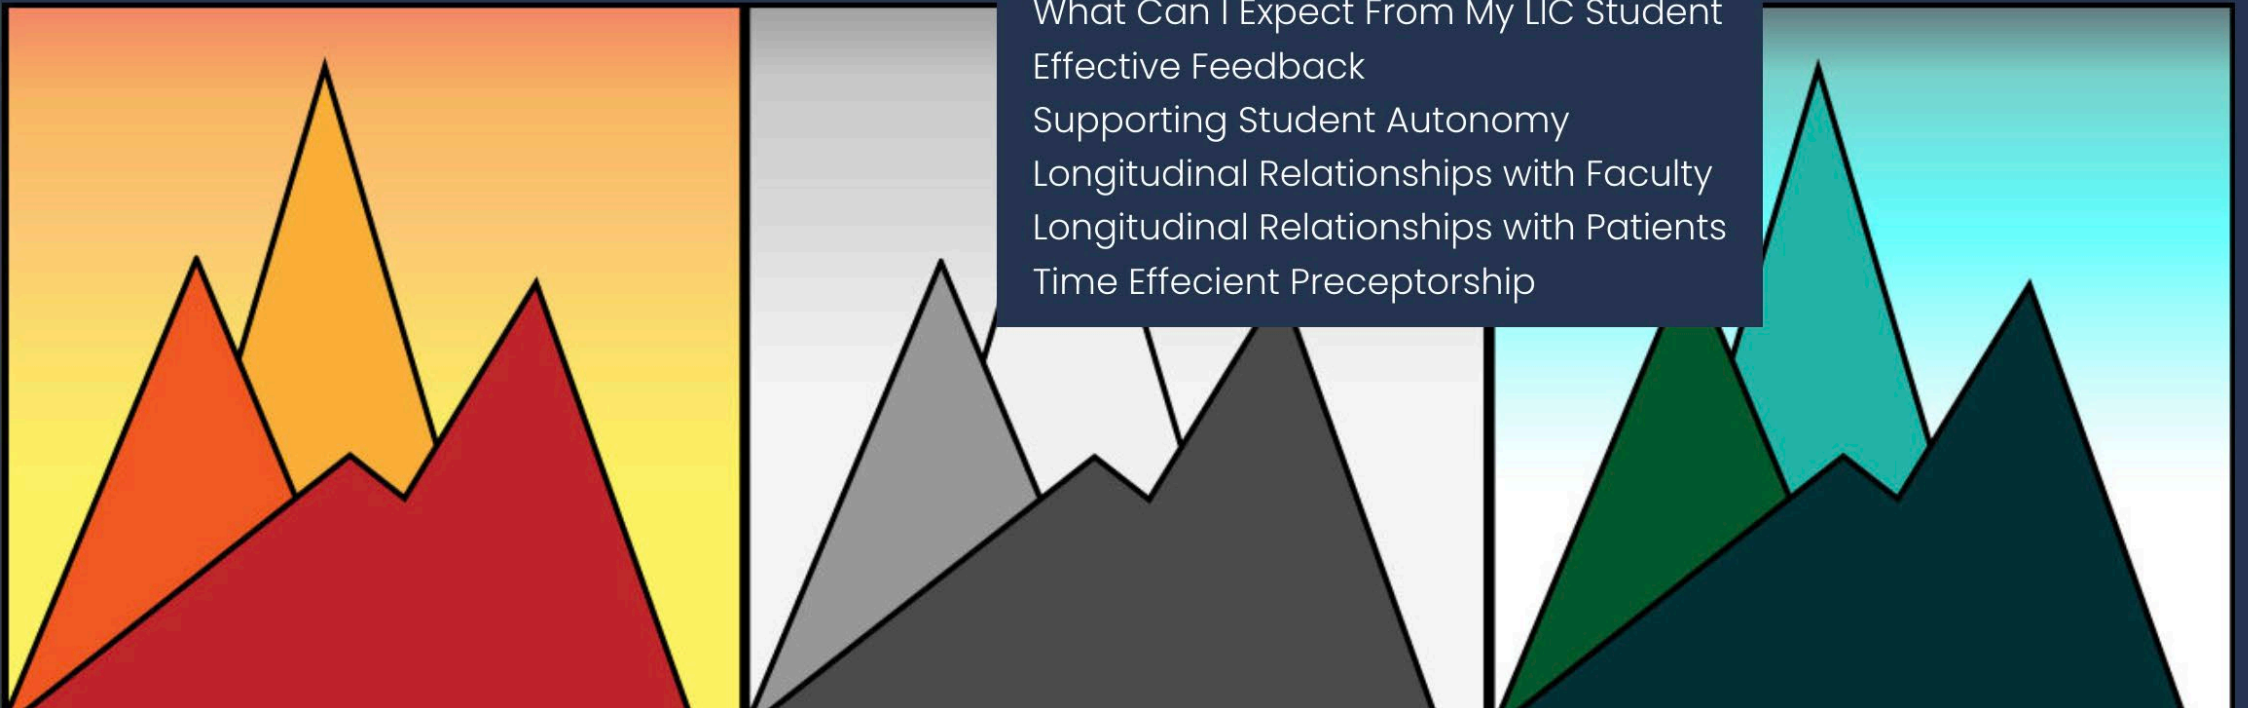 What Can I Expect From My LIC Student
Effective Feedback
Supporting Student Autonomy
Longitudinal Relationships with Faculty
Longitudinal Relationships with Patients
Time Effecient Preceptorship